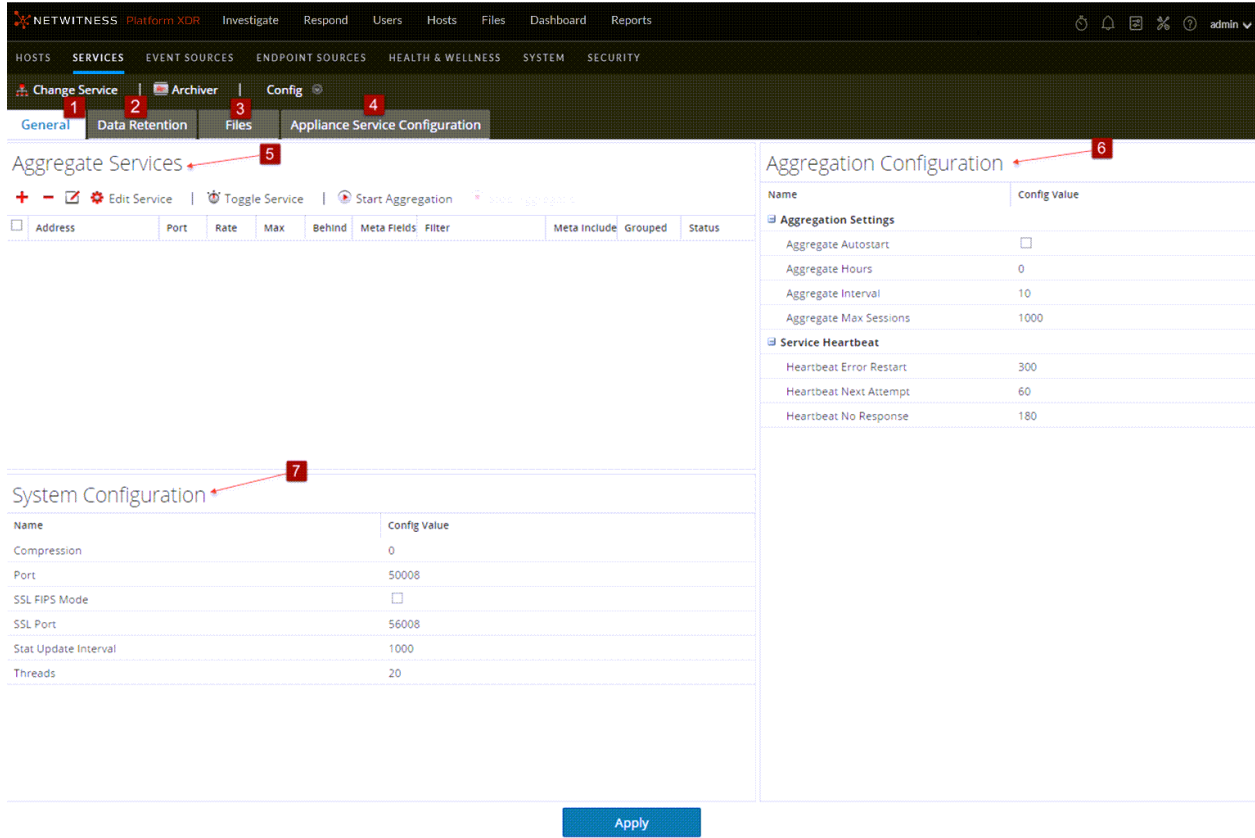 NETWITNESS Platform XDR Investigate Respond Users Hosts Files Dashboard Reports admin
HOSTS SERVICES EVENT SOURCES ENDPOINT SOURCES HEALTH & WELLNESS SYSTEM SECURITY
Change Service | Archiver | Config
1 2 3 4
General Data Retention Files Appliance Service Configuration
Aggregate Services 5
Edit Service | Toggle Service | Start Aggregation
Address Port Rate Max Behind Meta Fields Filter Meta Include Grouped Status
Aggregation Configuration 6
Name Config Value
Aggregation Settings
Aggregate Autostart
Aggregate Hours 0
Aggregate Interval 10
Aggregate Max Sessions 1000
Service Heartbeat
Heartbeat Error Restart 300
Heartbeat Next Attempt 60
Heartbeat No Response 180
System Configuration 7
Name Config Value
Compression 0
Port 50008
SSL FIPS Mode
SSL Port 56008
Stat Update Interval 1000
Threads 20
Apply